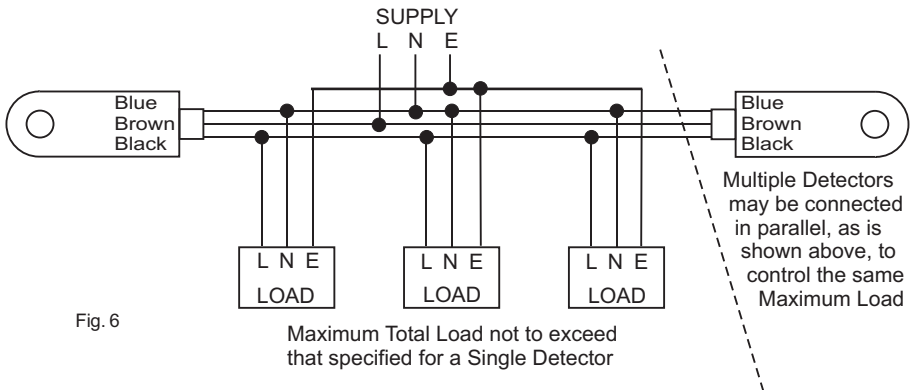 SUPPLY
L N E
Blue
Brown
Black
Blue
Brown
Black
L N E
LOAD
L N E
LOAD
L N E
LOAD
Multiple Detectors
may be connected
in parallel, as is
shown above, to
control the same
Maximum Load
Fig. 6
Maximum Total Load not to exceed
that specified for a Single Detector